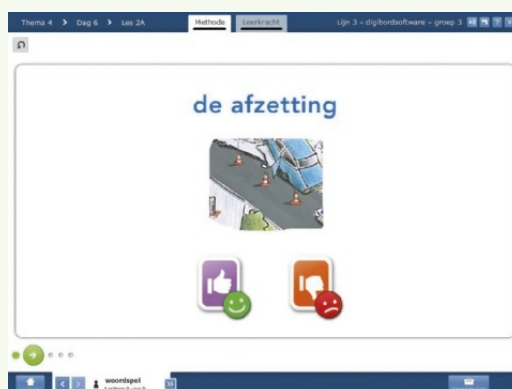 Thema 4 > Dag 6 > Les 2A
Methode
Leerkracht
Lijn 3 – digibordsoftware – groep 3
de afzetting
woordspel